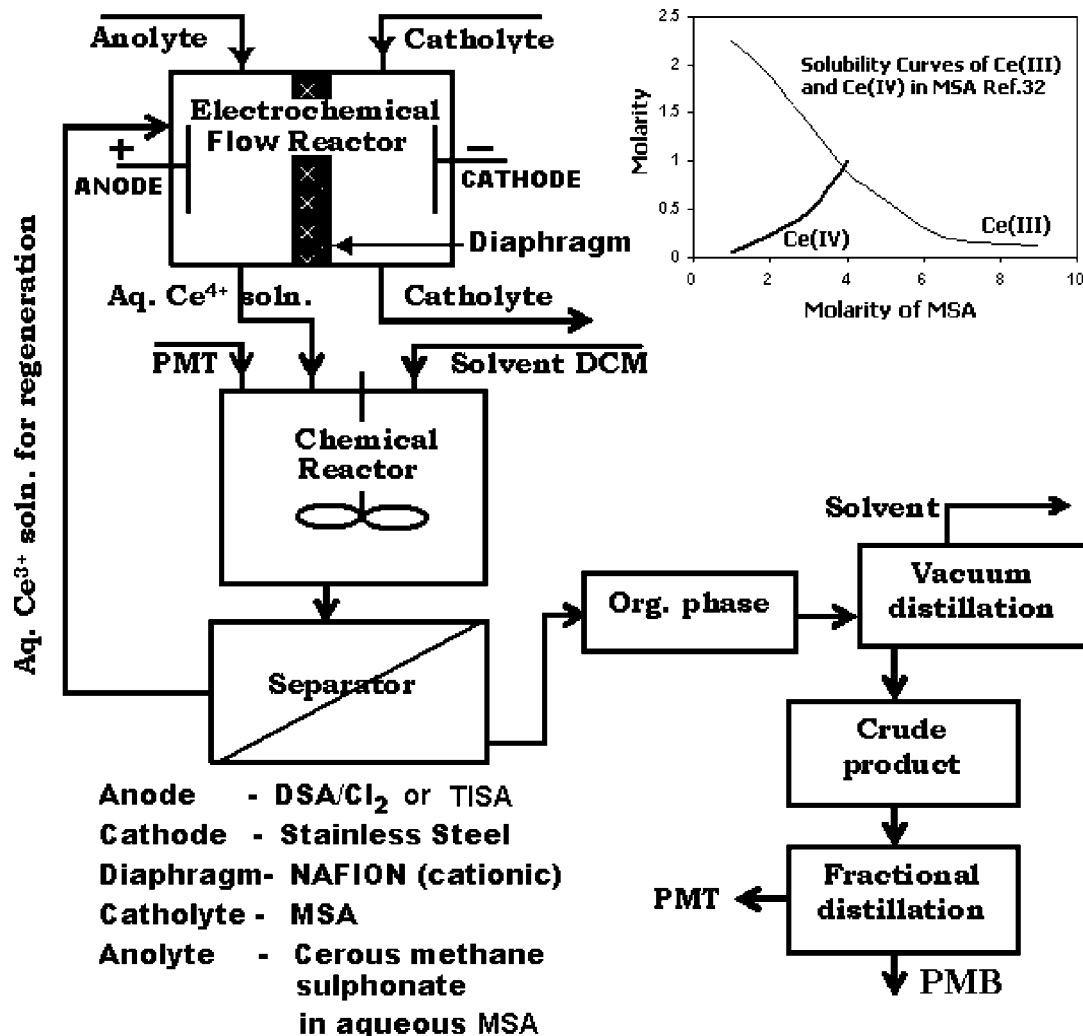 Anolyte
Catholyte
Electrochemical
Flow Reactor
+
−
ANODE
CATHODE
Diaphragm
Aq. Ce⁴⁺ soln.
Catholyte
Aq. Ce³⁺ soln. for regeneration
PMT
Solvent DCM
Chemical
Reactor
Separator
Org. phase
Solvent
Vacuum
distillation
Crude
product
Fractional
distillation
PMT
PMB
Anode - DSA/Cl₂ or TISA
Cathode - Stainless Steel
Diaphragm- NAFION (cationic)
Catholyte - MSA
Anolyte - Cerous methane
sulphonate
in aqueous MSA
Solubility Curves of Ce(III)
and Ce(IV) in MSA Ref.32
Molarity
2.5
2
1.5
1
0.5
0
Ce(IV)
Ce(III)
0 2 4 6 8 10
Molarity of MSA